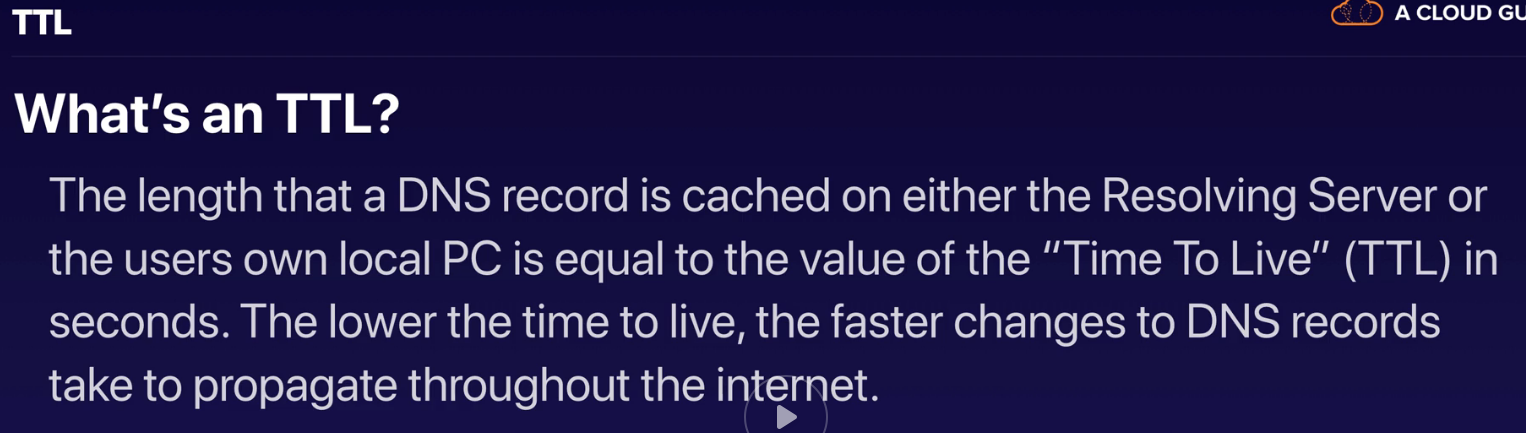 TTL
A CLOUD GU
What’s an TTL?
The length that a DNS record is cached on either the Resolving Server or
the users own local PC is equal to the value of the “Time To Live” (TTL) in
seconds. The lower the time to live, the faster changes to DNS records
take to propagate throughout the internet.